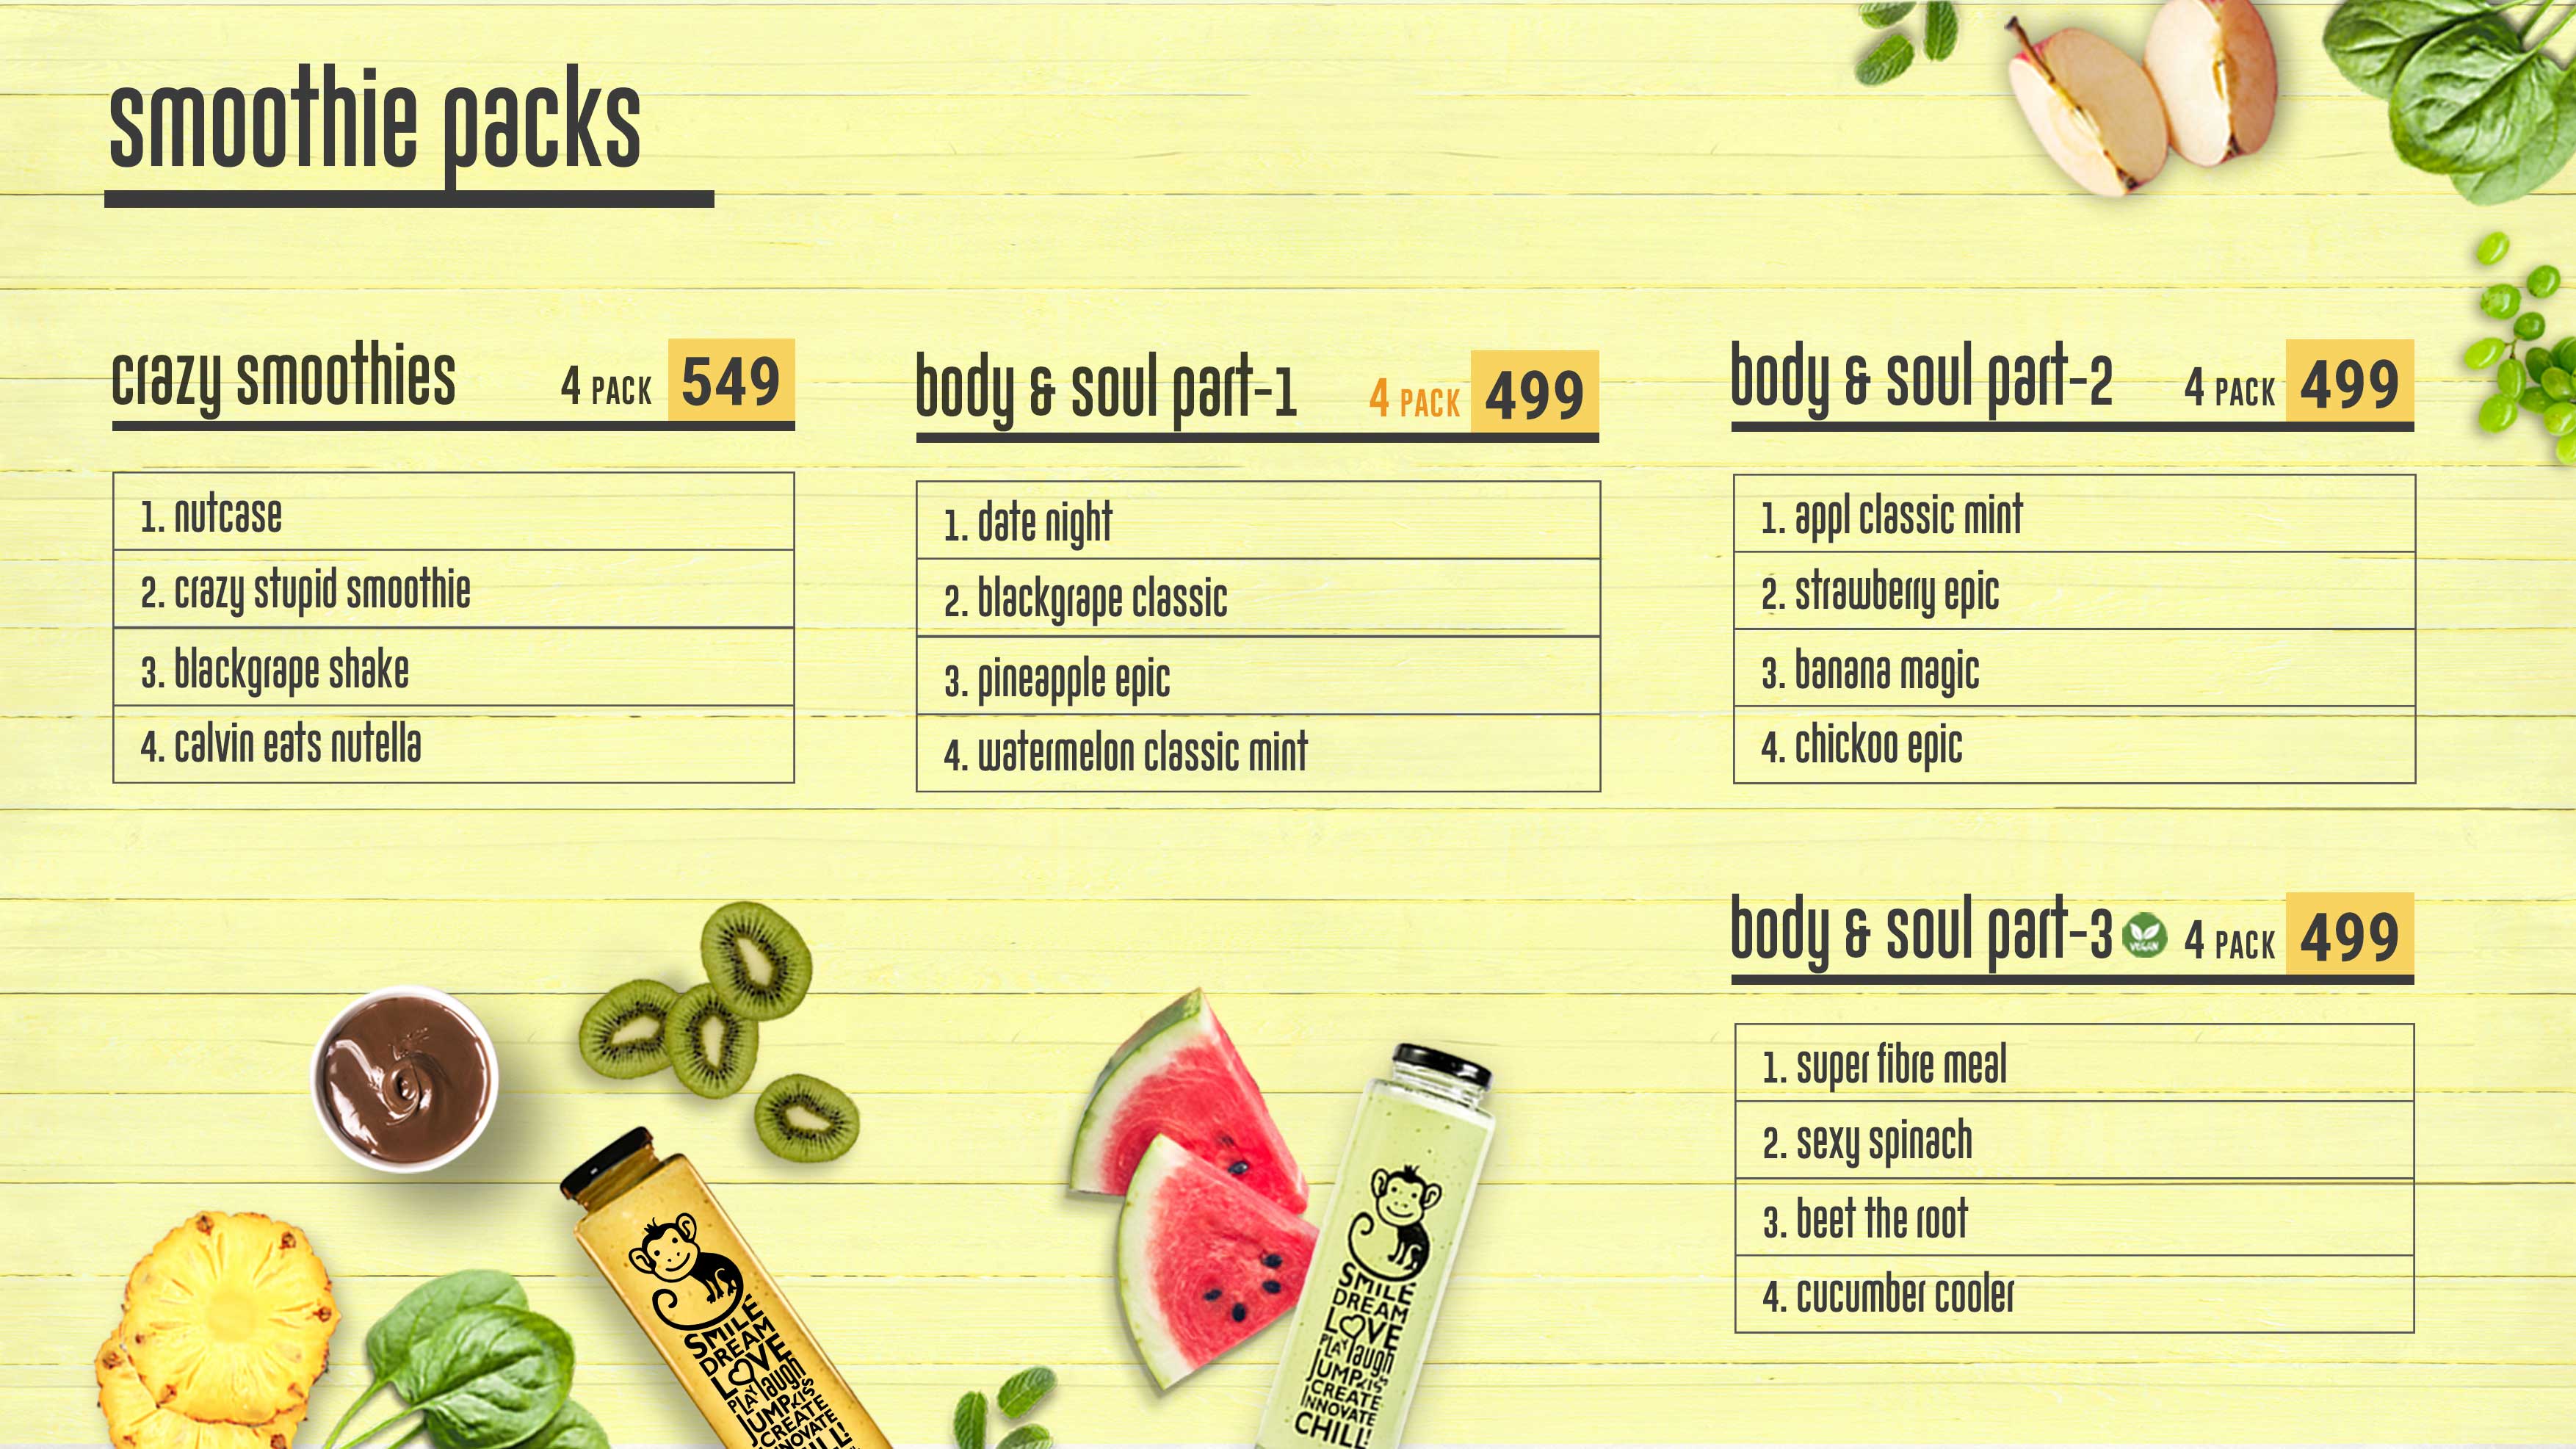 smoothie packs
crazy smoothies 4 PACK 549
1. nutcase
2. crazy stupid smoothie
3. blackgrape shake
4. calvin eats nutella
body & soul part-1 4 PACK 499
1. date night
2. blackgrape classic
3. pineapple epic
4. watermelon classic mint
body & soul part-2 4 PACK 499
1. appl classic mint
2. strawberry epic
3. banana magic
4. chickoo epic
body & soul part-3 VEGAN 4 PACK 499
1. super fibre meal
2. sexy spinach
3. beet the root
4. cucumber cooler
SMILE
DREAM
LOVE
PLAY laugh
JUMP KISS
CREATE
INNOVATE
CHILL!
SMILE
DREAM
LOVE
PLAY laugh
JUMP KISS
CREATE
INNOVATE
CHILL!